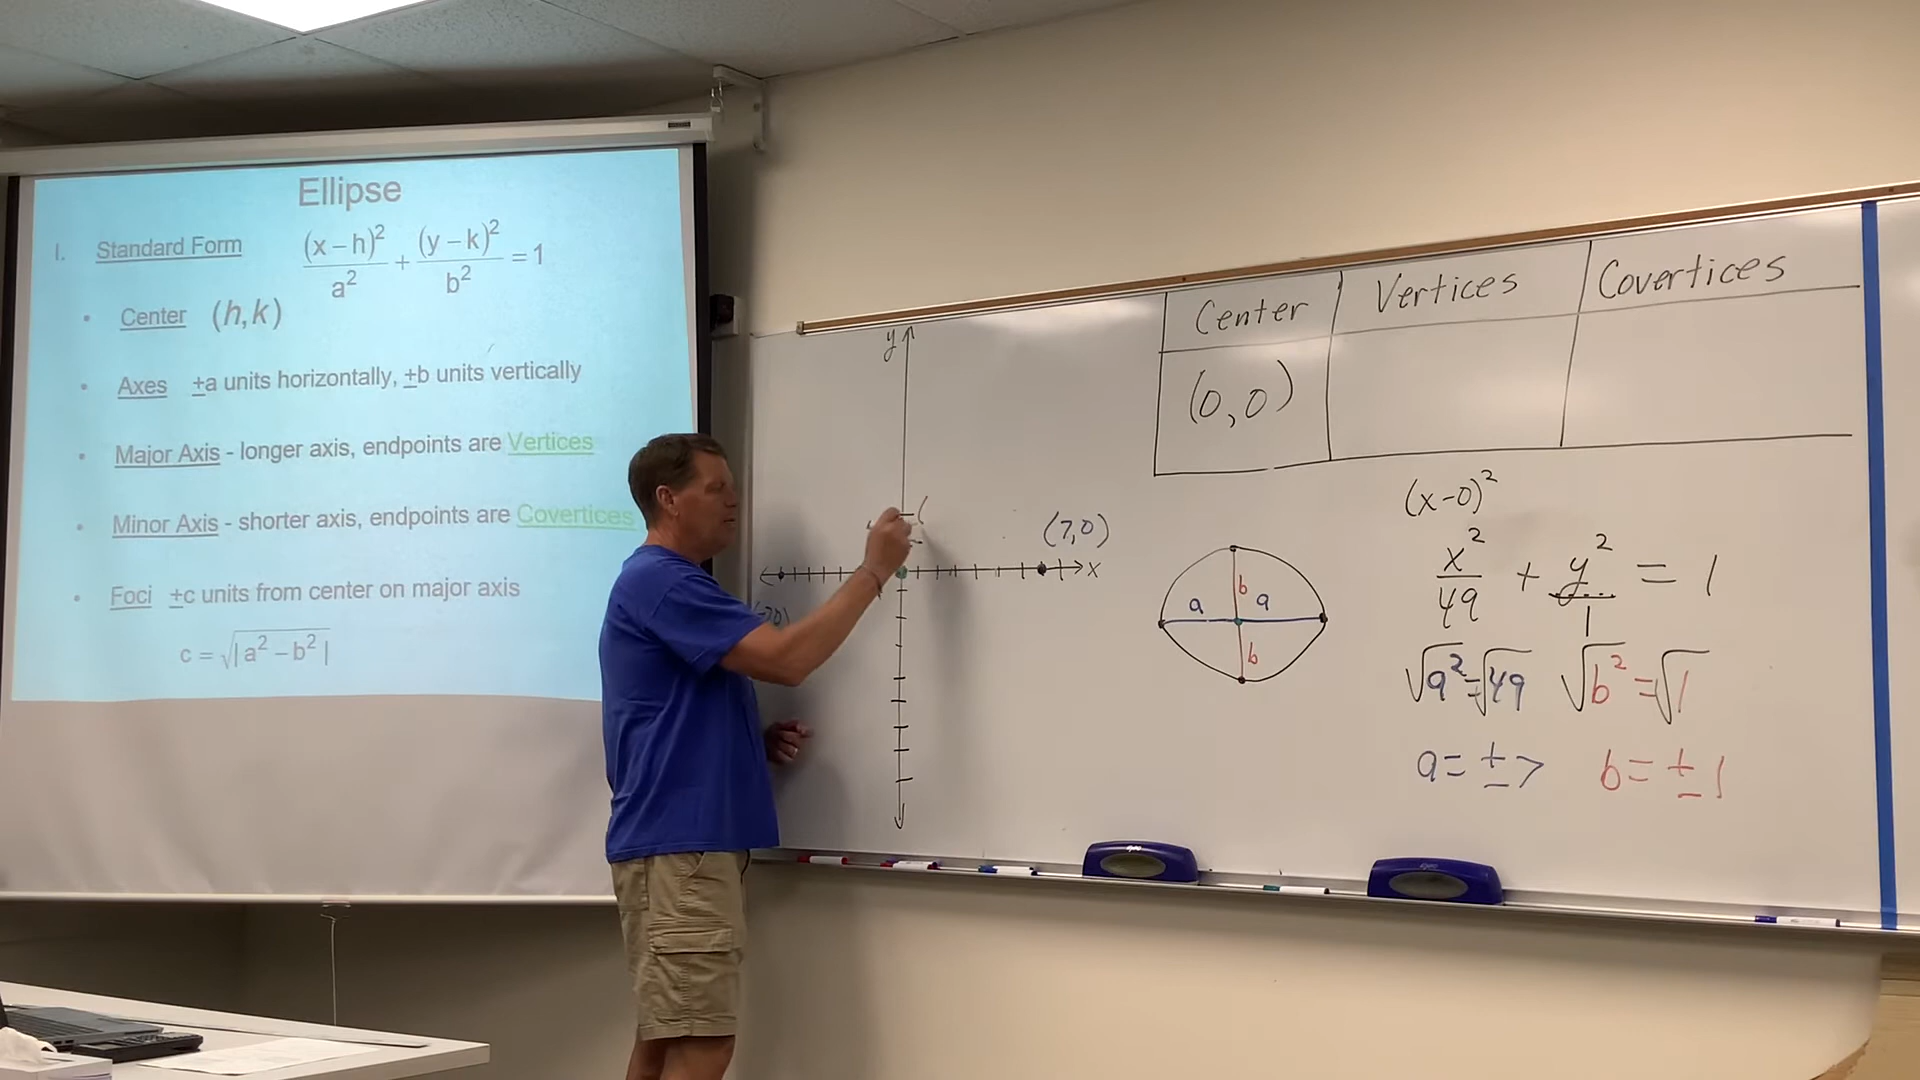 Ellipse
I. Standard Form (x – h)² / a² + (y – k)² / b² = 1
• Center (h,k)
• Axes ±a units horizontally, ±b units vertically
• Major Axis - longer axis, endpoints are Vertices
• Minor Axis - shorter axis, endpoints are Covertices
• Foci ±c units from center on major axis
c = √|a² – b²|
y
(7,0)
x
Center Vertices Covertices
(0,0)
b
a a
b
(x-0)²
x²/49 + y²/1 = 1
√a² = √49 √b² = √1
a = ± 7 b = ± 1